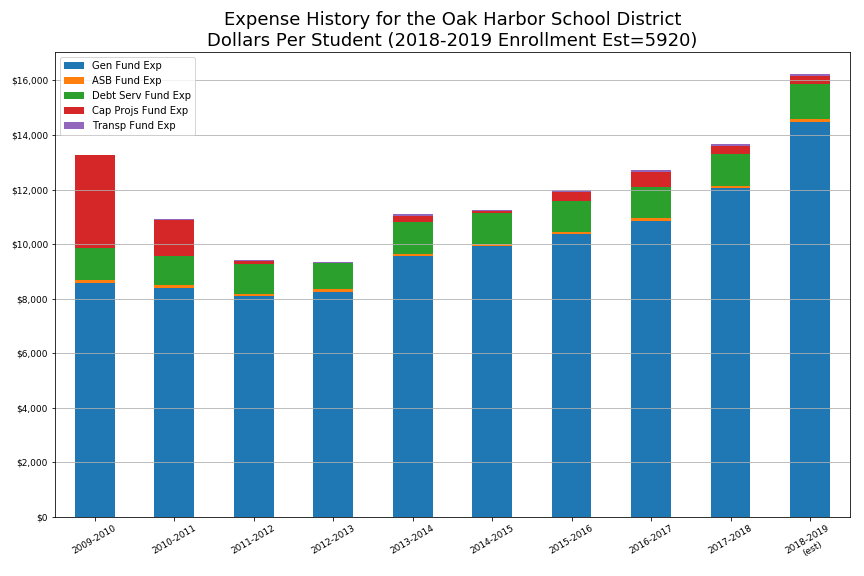 Expense History for the Oak Harbor School District
Dollars Per Student (2018-2019 Enrollment Est=5920)
Gen Fund Exp
ASB Fund Exp
Debt Serv Fund Exp
Cap Projs Fund Exp
Transp Fund Exp
$16,000
$14,000
$12,000
$10,000
$8,000
$6,000
$4,000
$2,000
$0
2009-2010
2010-2011
2011-2012
2012-2013
2013-2014
2014-2015
2015-2016
2016-2017
2017-2018
2018-2019
(est)